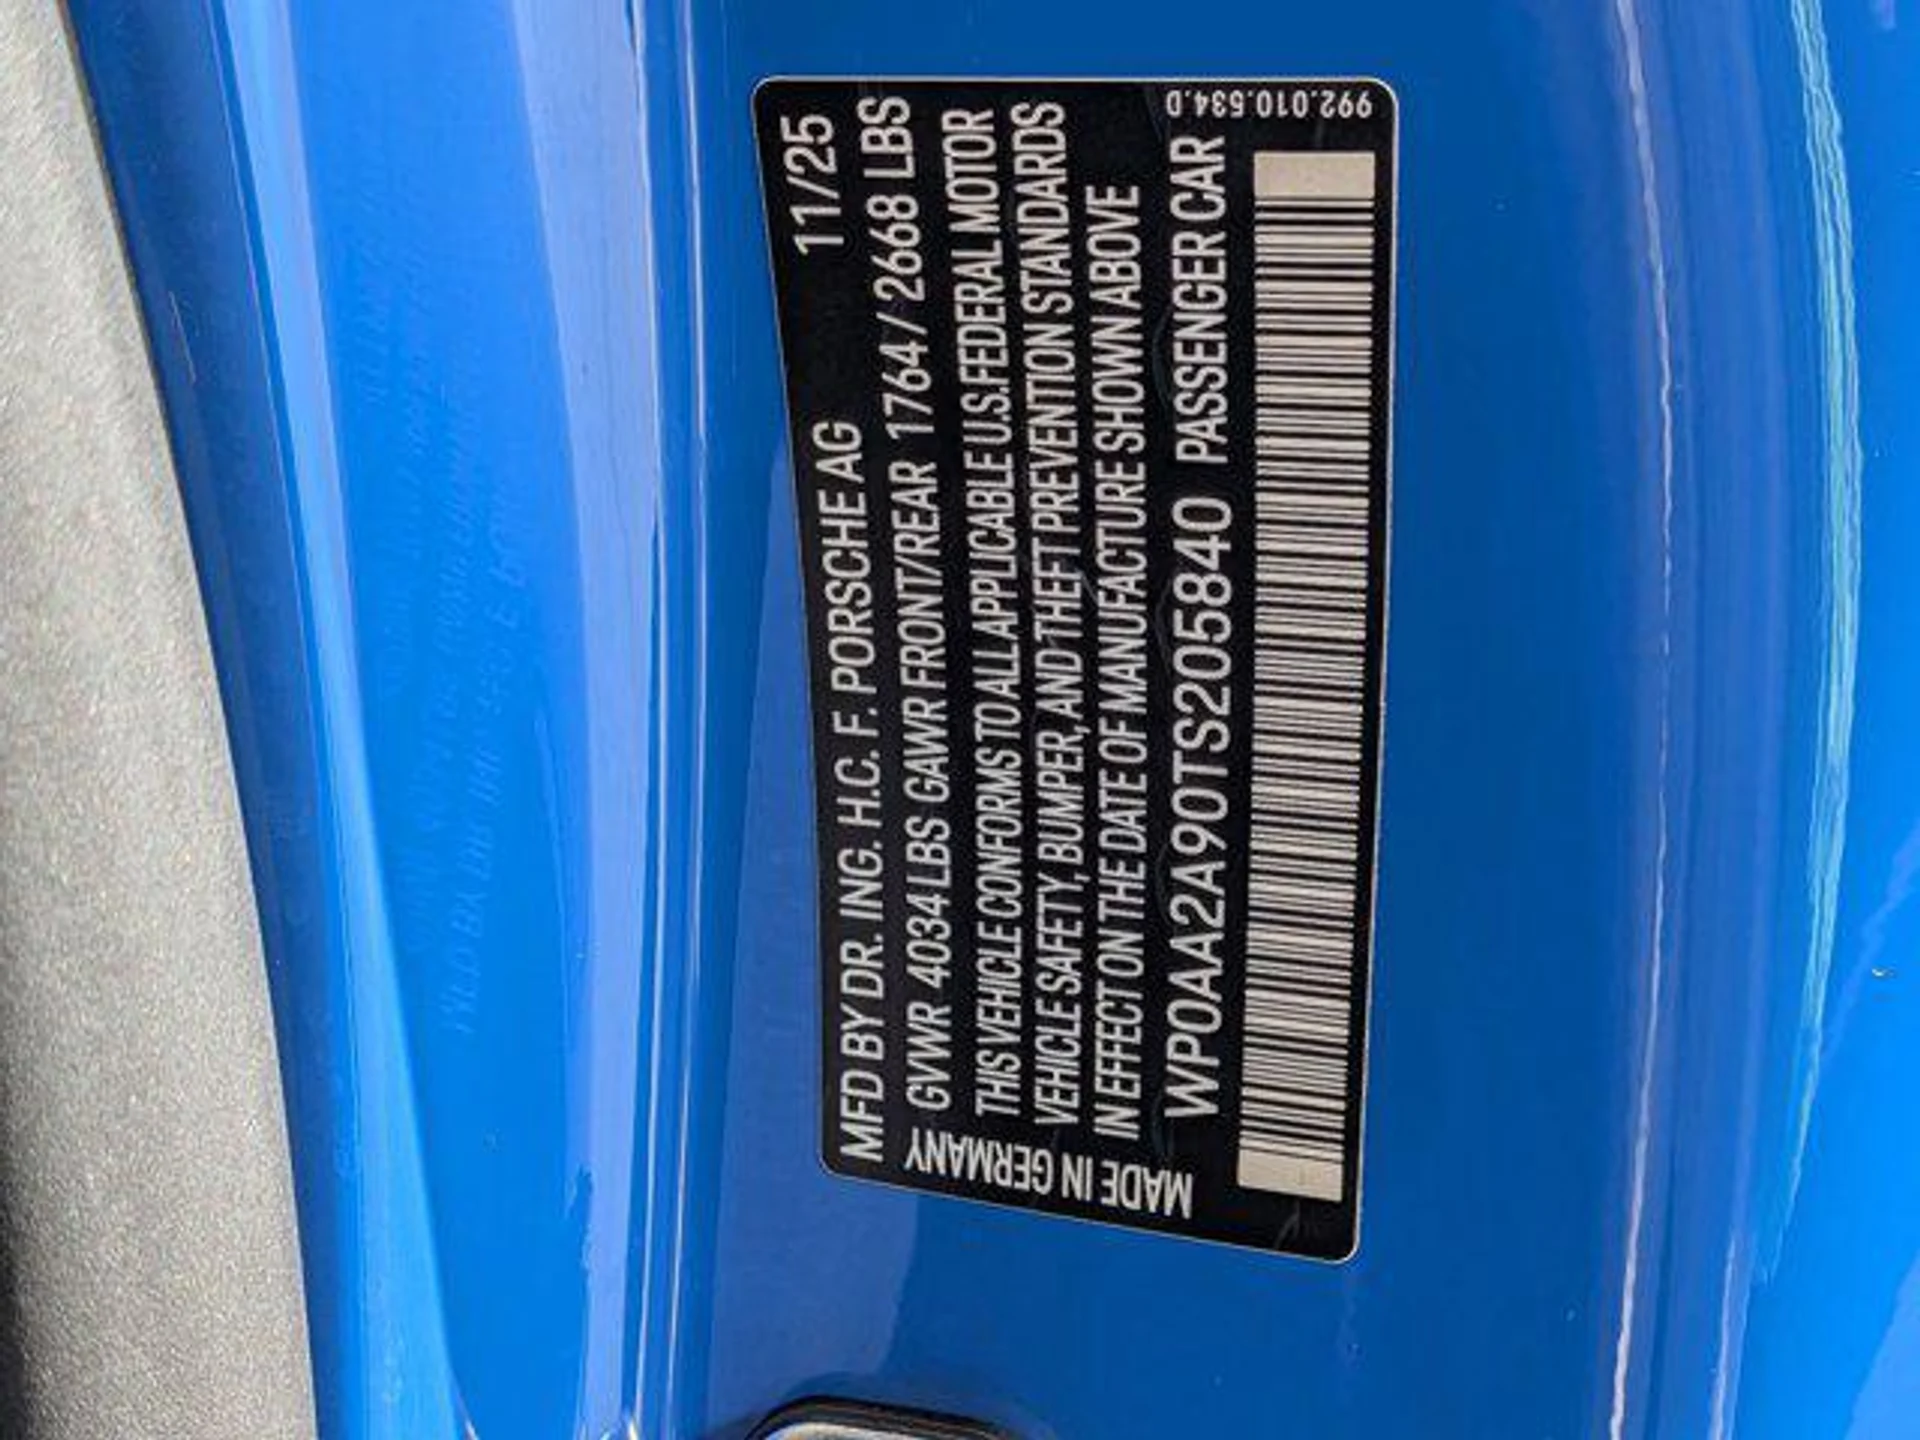 MFD BY DR. ING. H.C. F. PORSCHE AG 11/25
GVWR 4034 LBS GAWR FRONT/REAR 1764 / 2668 LBS
THIS VEHICLE CONFORMS TO ALL APPLICABLE U.S. FEDERAL MOTOR
VEHICLE SAFETY, BUMPER, AND THEFT PREVENTION STANDARDS
IN EFFECT ON THE DATE OF MANUFACTURE SHOWN ABOVE
WP0AA2A90TS205840 PASSENGER CAR
MADE IN GERMANY
992.010.534.D